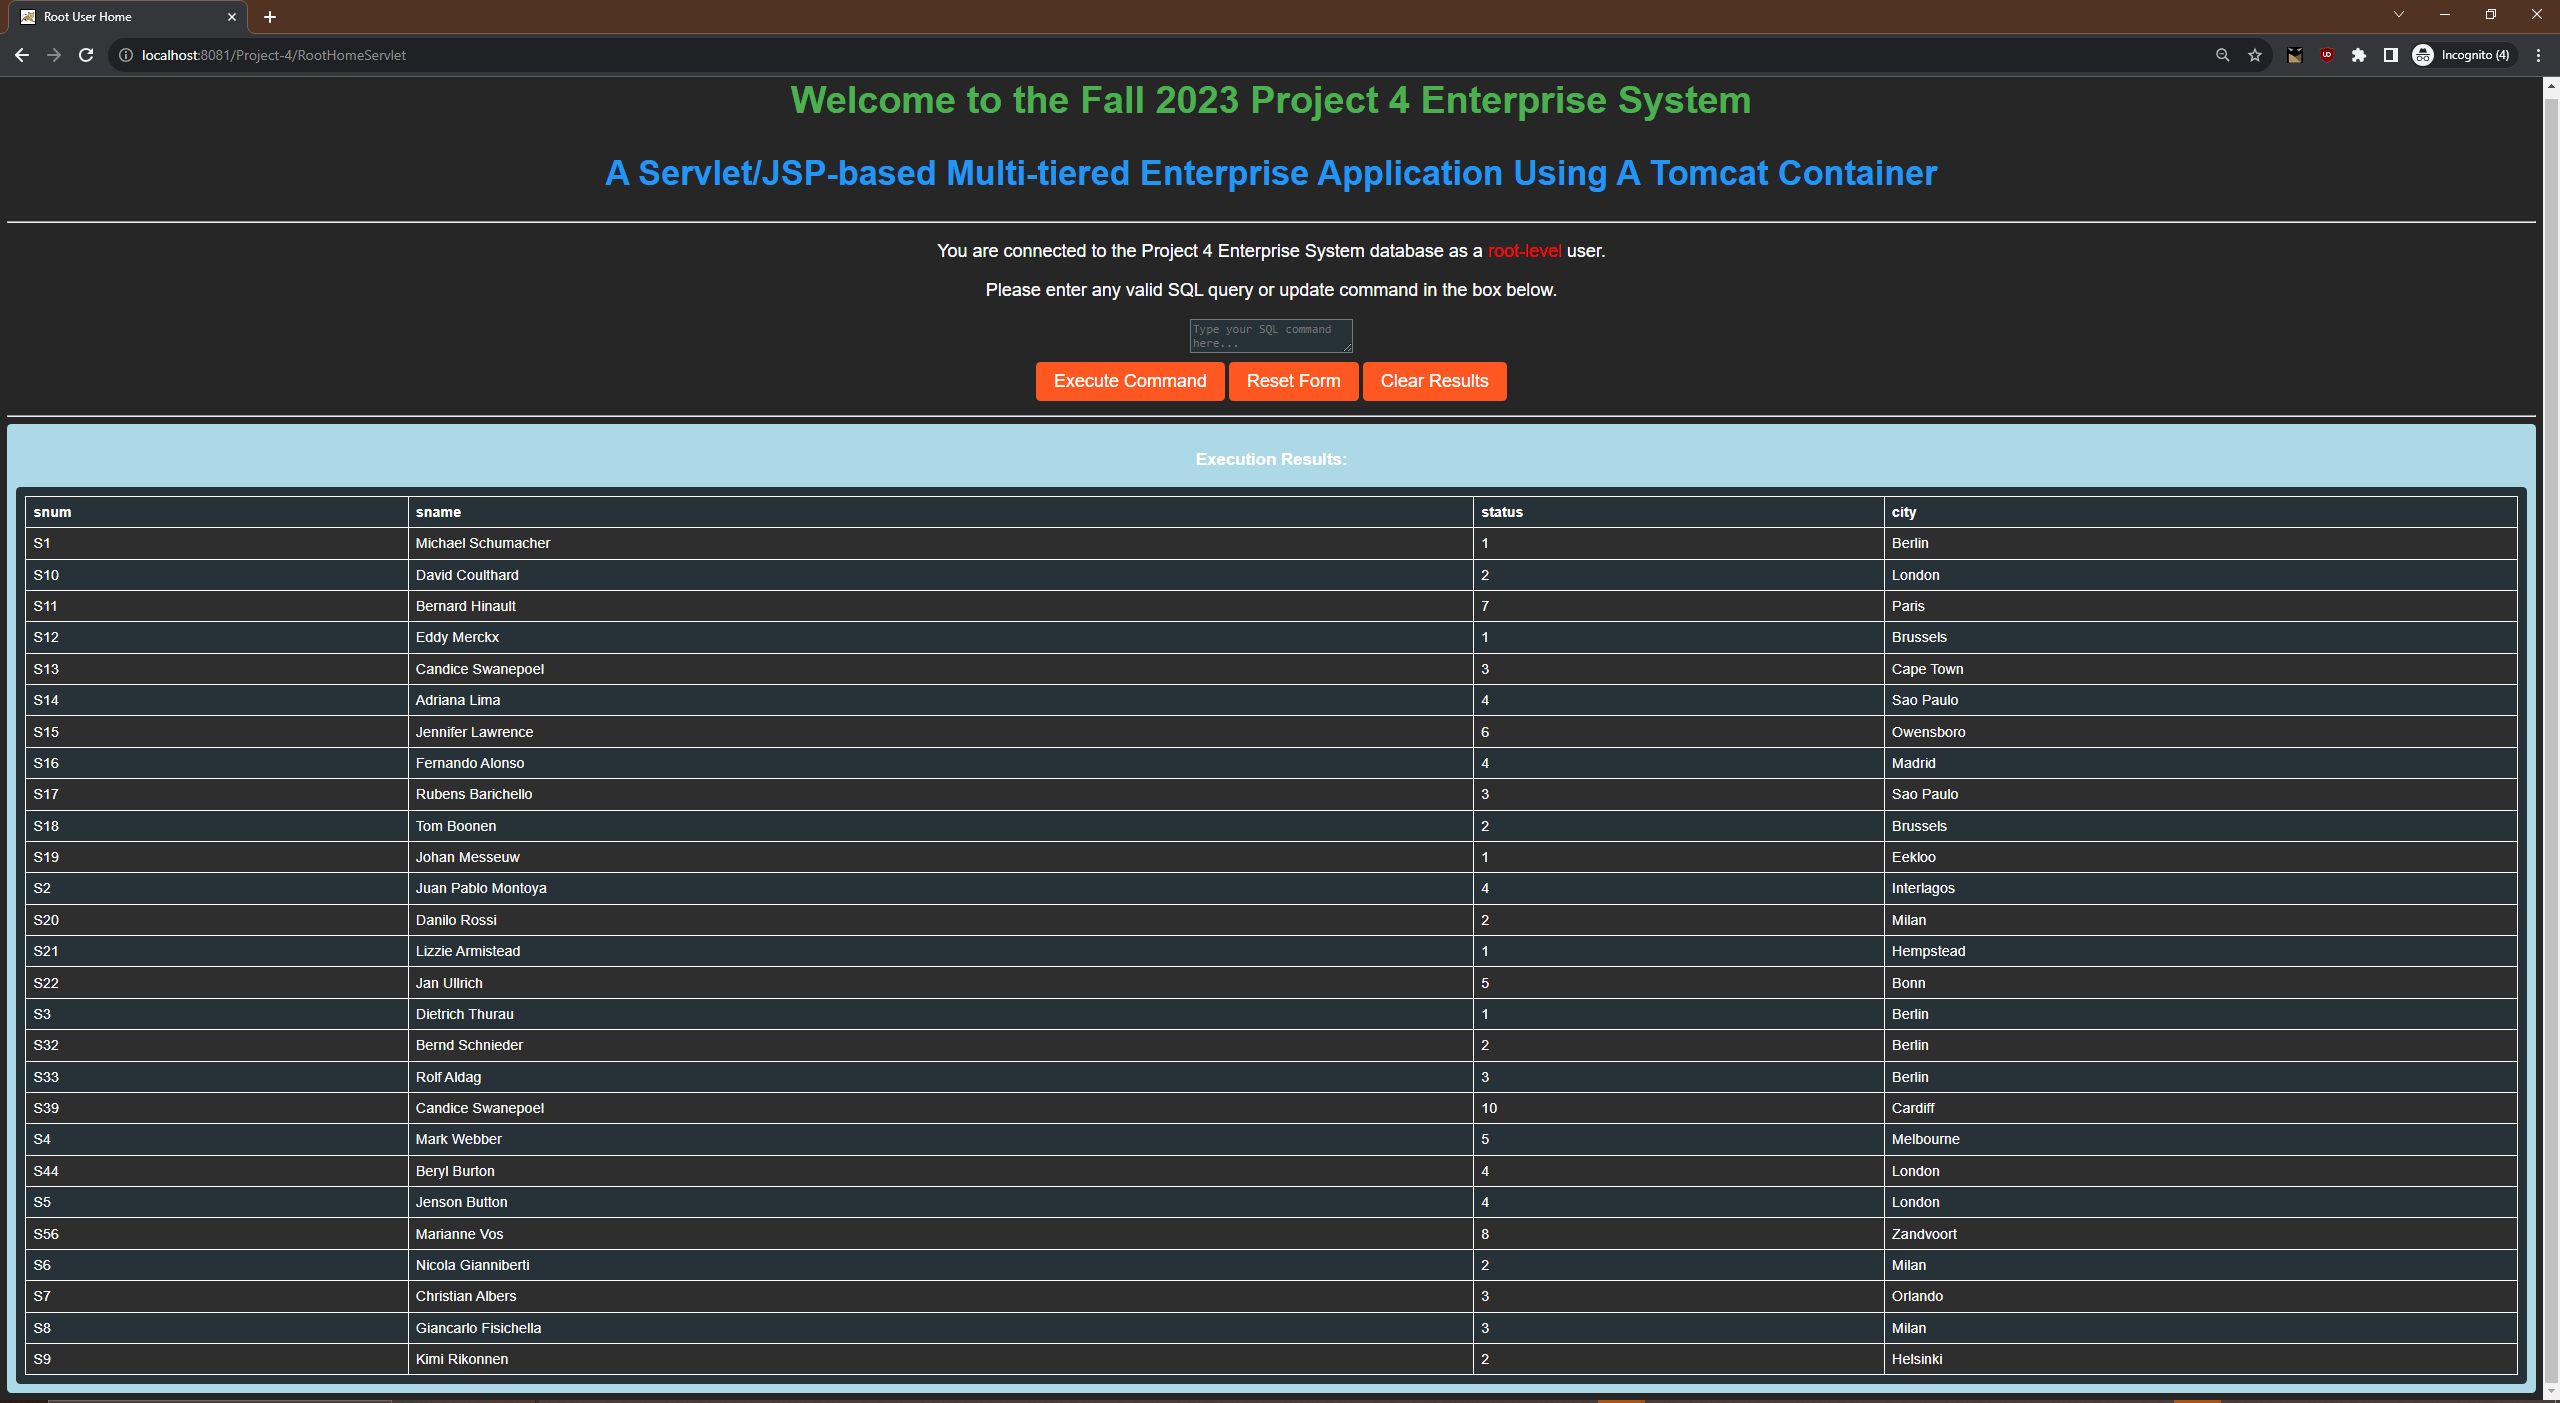 Root User Home
localhost:8081/Project-4/RootHomeServlet
Incognito (4)
Welcome to the Fall 2023 Project 4 Enterprise System
A Servlet/JSP-based Multi-tiered Enterprise Application Using A Tomcat Container
You are connected to the Project 4 Enterprise System database as a root-level user.
Please enter any valid SQL query or update command in the box below.
Type your SQL command
here...
Execute Command Reset Form Clear Results
Execution Results:
snum sname status city
S1 Michael Schumacher 1 Berlin
S10 David Coulthard 2 London
S11 Bernard Hinault 7 Paris
S12 Eddy Merckx 1 Brussels
S13 Candice Swanepoel 3 Cape Town
S14 Adriana Lima 4 Sao Paulo
S15 Jennifer Lawrence 6 Owensboro
S16 Fernando Alonso 4 Madrid
S17 Rubens Barichello 3 Sao Paulo
S18 Tom Boonen 2 Brussels
S19 Johan Messeuw 1 Eekloo
S2 Juan Pablo Montoya 4 Interlagos
S20 Danilo Rossi 2 Milan
S21 Lizzie Armistead 1 Hempstead
S22 Jan Ullrich 5 Bonn
S3 Dietrich Thurau 1 Berlin
S32 Bernd Schnieder 2 Berlin
S33 Rolf Aldag 3 Berlin
S39 Candice Swanepoel 10 Cardiff
S4 Mark Webber 5 Melbourne
S44 Beryl Burton 4 London
S5 Jenson Button 4 London
S56 Marianne Vos 8 Zandvoort
S6 Nicola Gianniberti 2 Milan
S7 Christian Albers 3 Orlando
S8 Giancarlo Fisichella 3 Milan
S9 Kimi Rikonnen 2 Helsinki